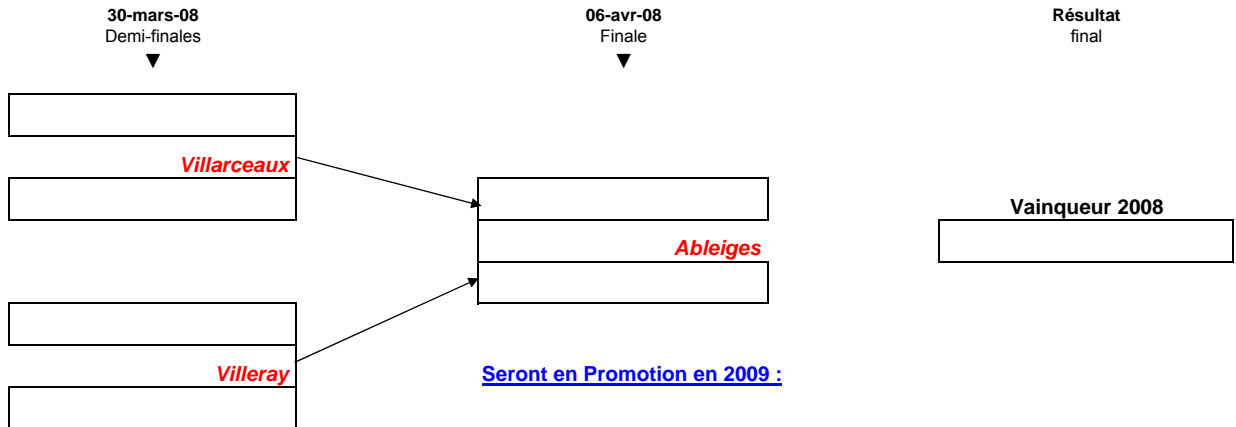 30-mars-08
Demi-finales
▼
06-avr-08
Finale
▼
Résultat
final
Villarceaux
Vainqueur 2008
Ableiges
Villeray
Seront en Promotion en 2009 :